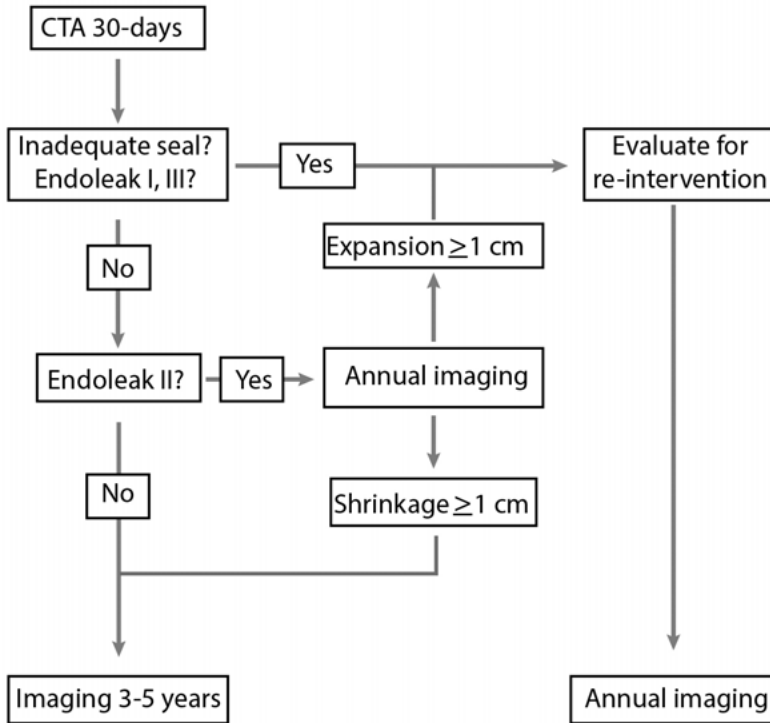 CTA 30-days
Inadequate seal?
Endoleak I, III?
Yes
Evaluate for
re-intervention
No
Expansion ≥1 cm
Endoleak II?
Yes
Annual imaging
No
Shrinkage ≥1 cm
Imaging 3-5 years
Annual imaging